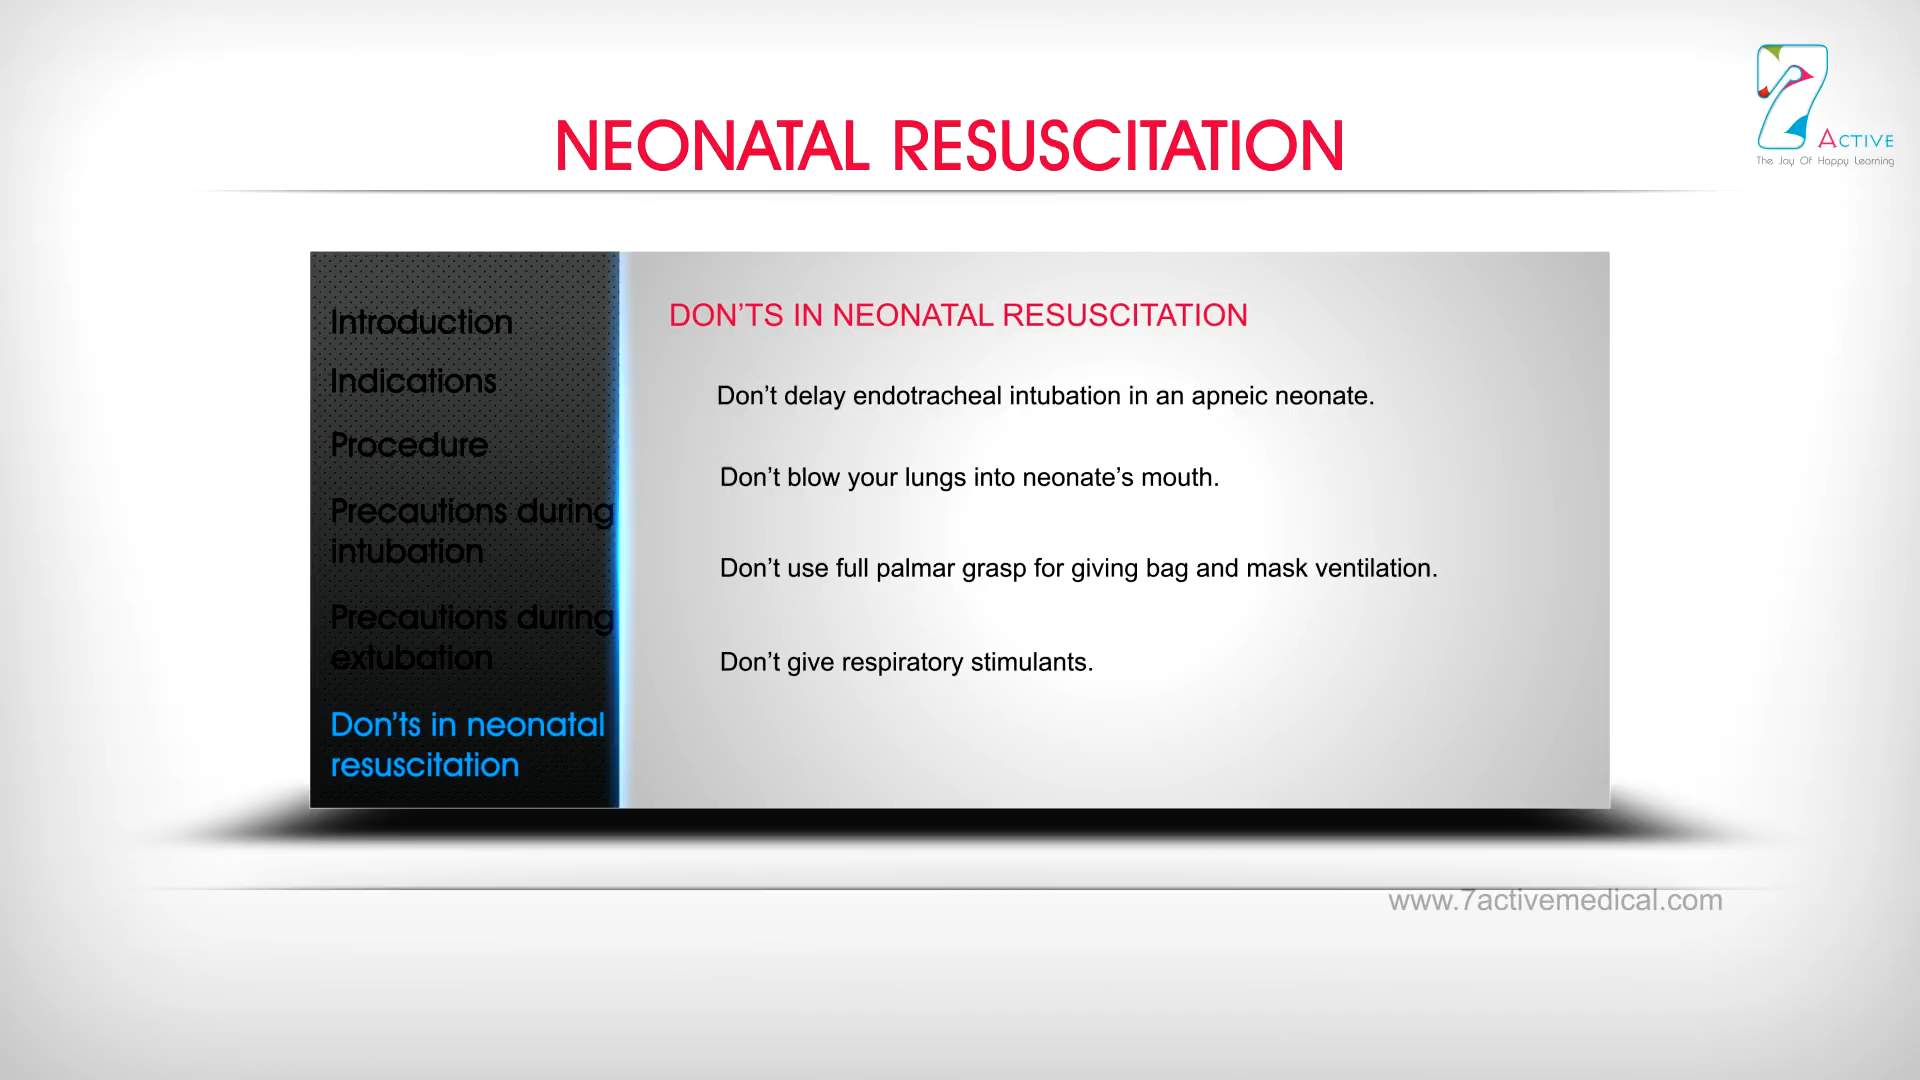 NEONATAL RESUSCITATION
7
ACTIVE
The Joy Of Happy Learning
Introduction
Indications
Procedure
Precautions during
intubation
Precautions during
extubation
Don'ts in neonatal
resuscitation
DON’TS IN NEONATAL RESUSCITATION
Don’t delay endotracheal intubation in an apneic neonate.
Don’t blow your lungs into neonate’s mouth.
Don’t use full palmar grasp for giving bag and mask ventilation.
Don’t give respiratory stimulants.
www.7activemedical.com